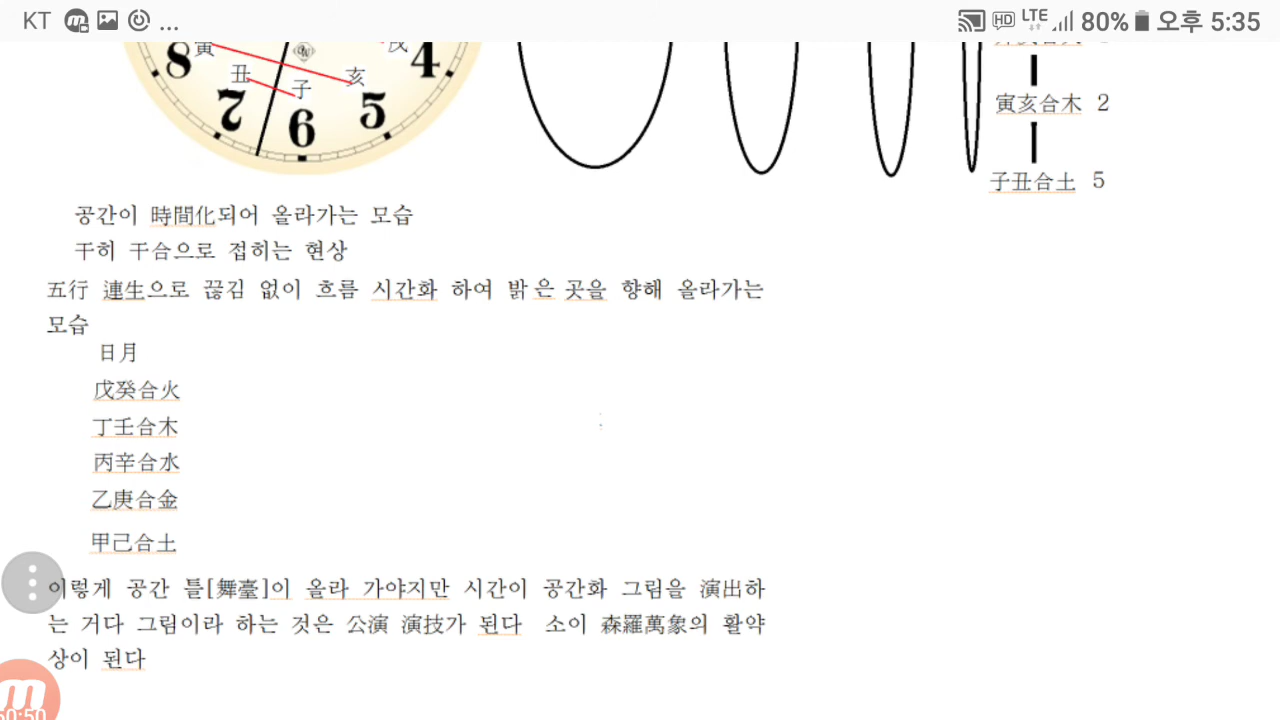 KT ... HD LTE 80% 오후 5:35
8 寅 戌 4
丑 子 亥
7 6 5
寅亥合木 2
子丑合土 5
공간이 時間化되어 올라가는 모습
干히 干合으로 접히는 현상
五行 連生으로 끊김 없이 흐름 시간화 하여 밝은 곳을 향해 올라가는
모습
日月
戊癸合火
丁壬合木
丙辛合水
乙庚合金
甲己合土
이렇게 공간 틀[舞臺]이 올라 가야지만 시간이 공간화 그림을 演出하
는 거다 그림이라 하는 것은 公演 演技가 된다 소이 森羅萬象의 활약
상이 된다